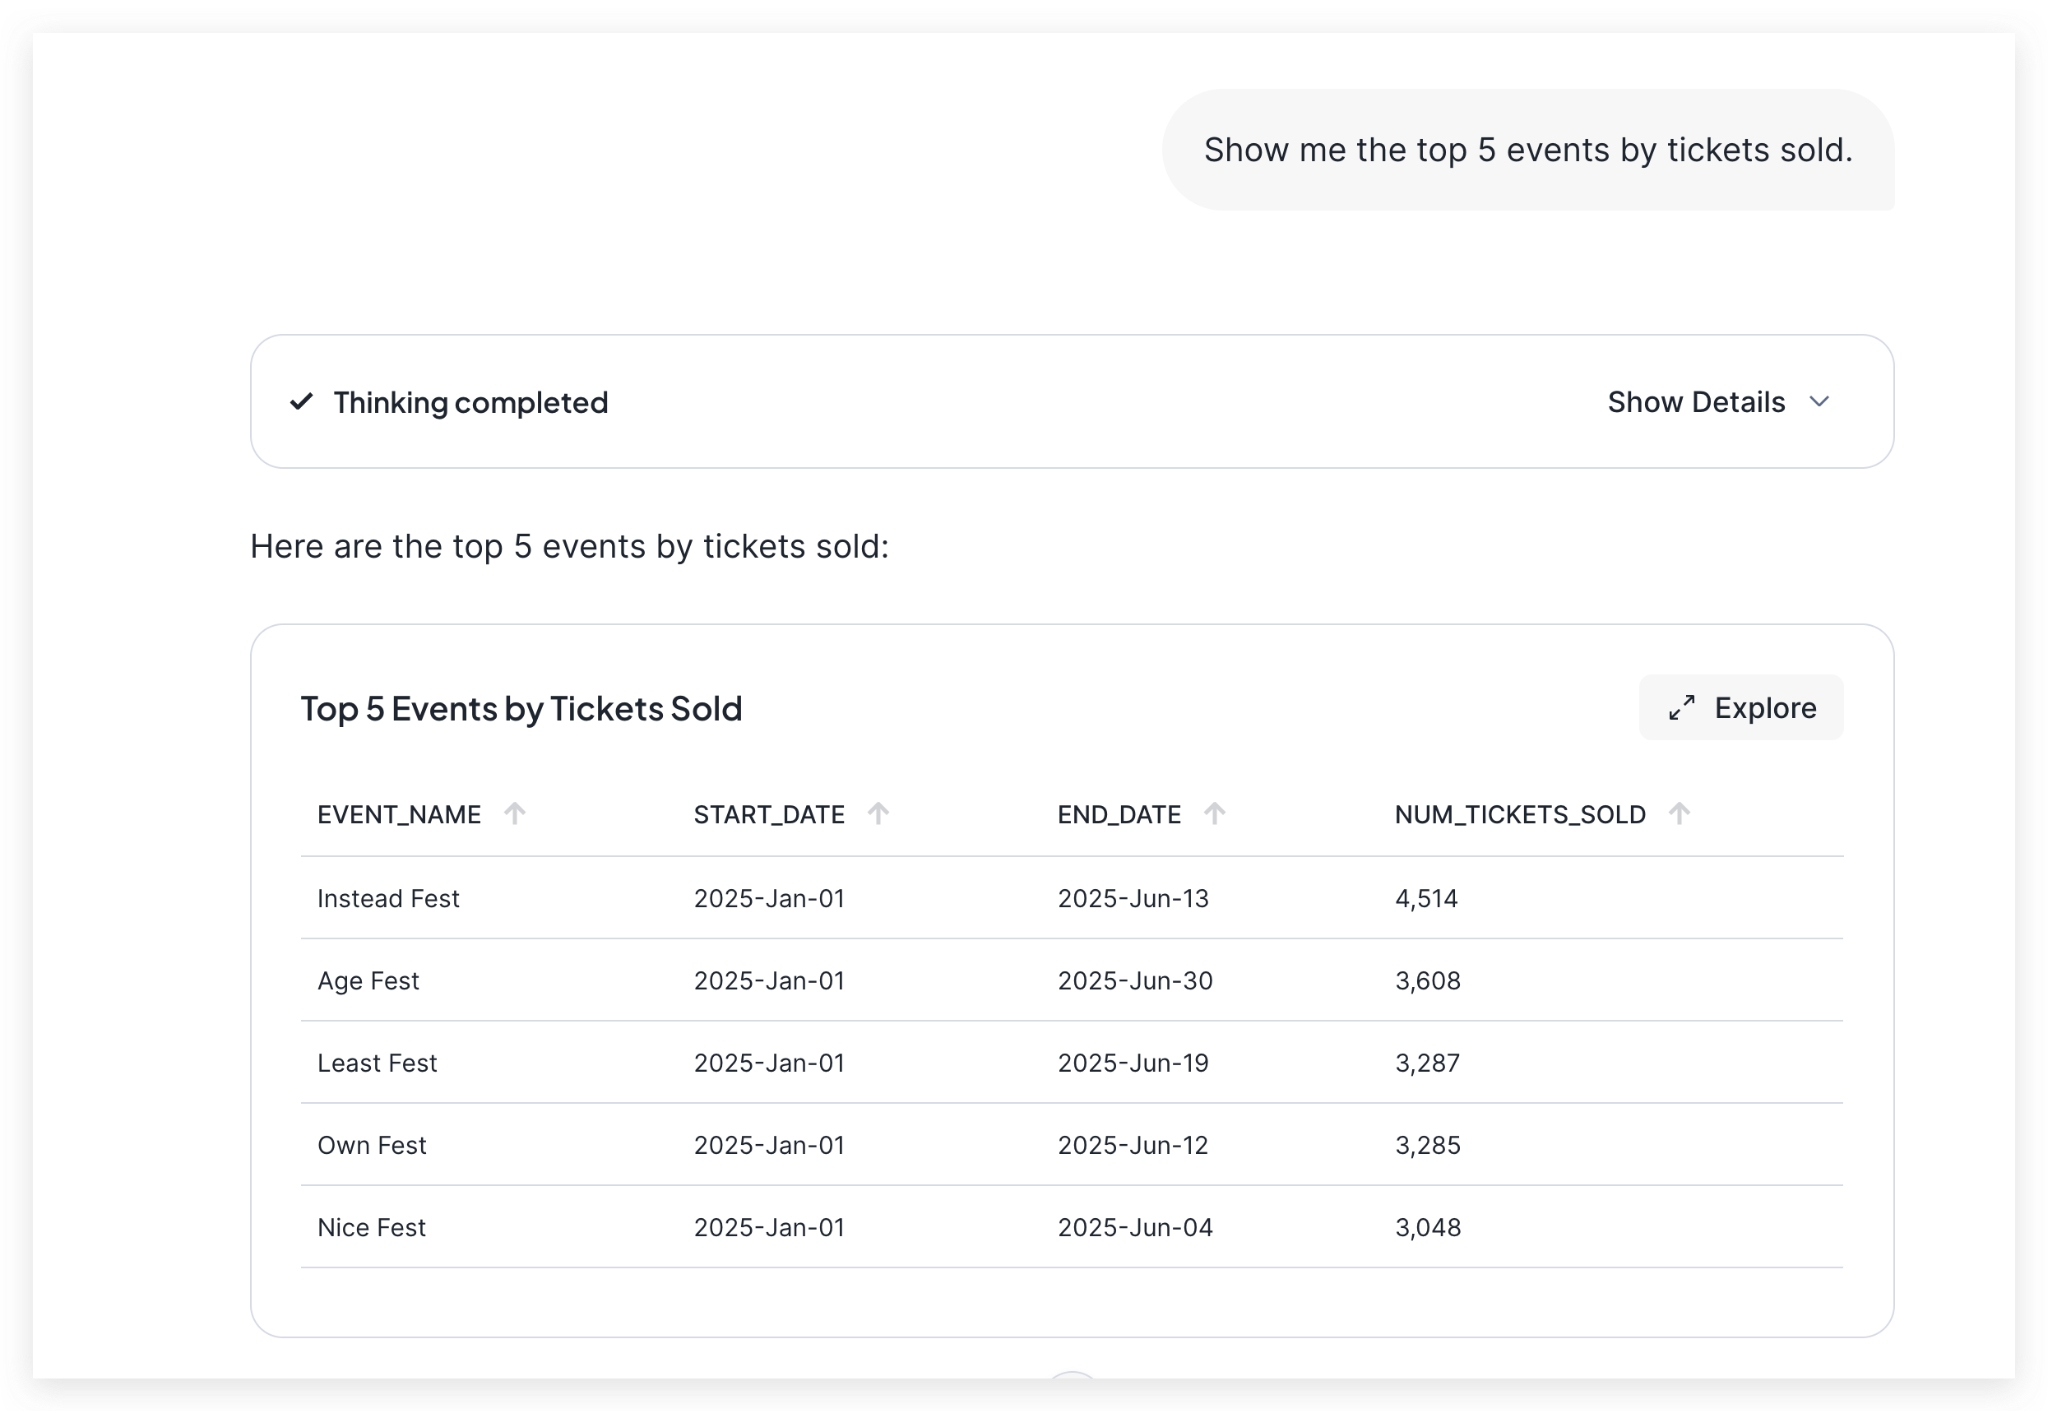 Show me the top 5 events by tickets sold.
Thinking completed Show Details
Here are the top 5 events by tickets sold:
Top 5 Events by Tickets Sold Explore
EVENT_NAME START_DATE END_DATE NUM_TICKETS_SOLD
Instead Fest 2025-Jan-01 2025-Jun-13 4,514
Age Fest 2025-Jan-01 2025-Jun-30 3,608
Least Fest 2025-Jan-01 2025-Jun-19 3,287
Own Fest 2025-Jan-01 2025-Jun-12 3,285
Nice Fest 2025-Jan-01 2025-Jun-04 3,048